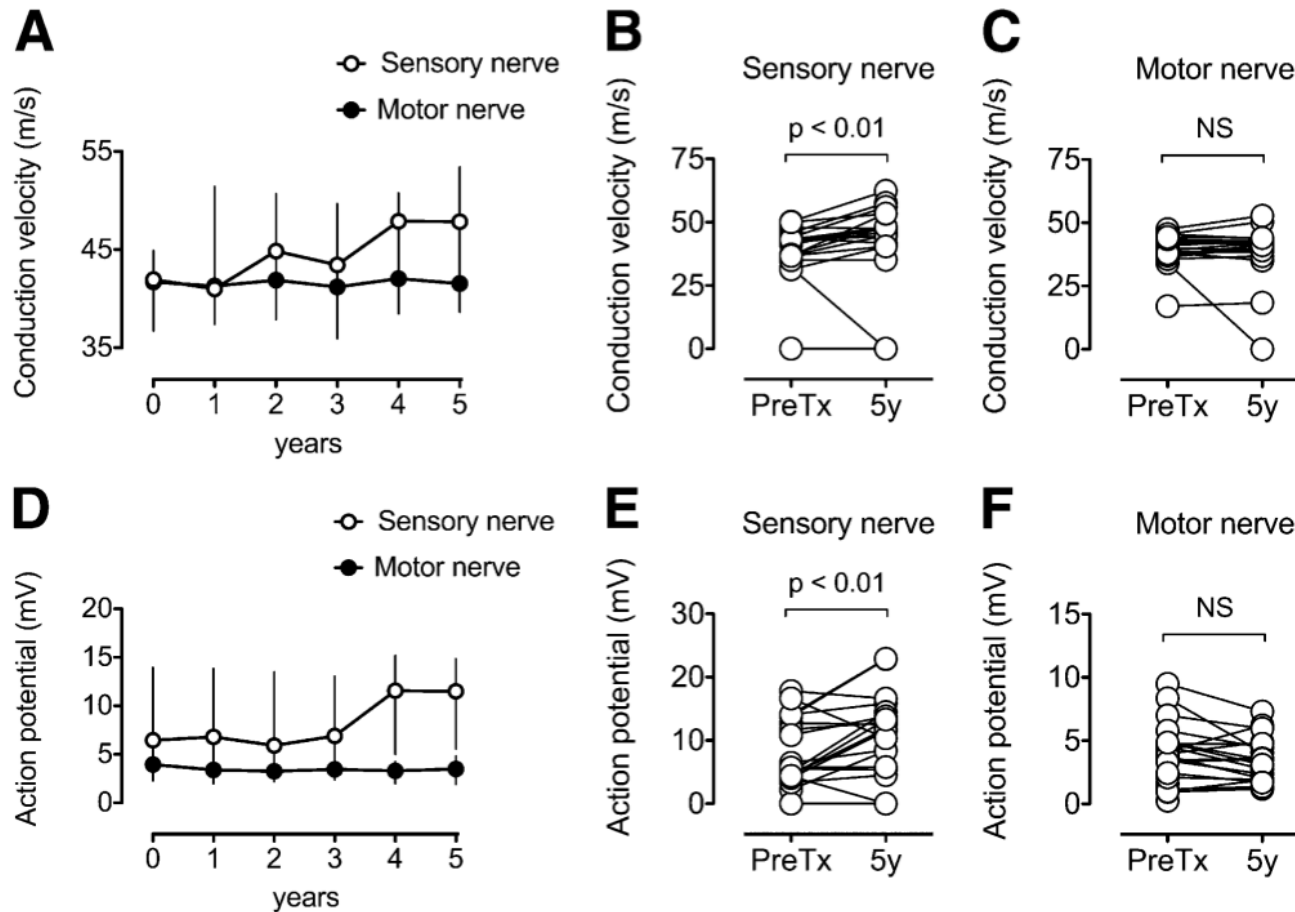 A
Sensory nerve
Motor nerve
Conduction velocity (m/s)
55
45
35
0 1 2 3 4 5
years
B
Sensory nerve
p < 0.01
Conduction velocity (m/s)
75
50
25
0
PreTx 5y
C
Motor nerve
NS
Conduction velocity (m/s)
75
50
25
0
PreTx 5y
D
Sensory nerve
Motor nerve
Action potential (mV)
20
15
10
5
0
0 1 2 3 4 5
years
E
Sensory nerve
p < 0.01
Action potential (mV)
30
20
10
0
PreTx 5y
F
Motor nerve
NS
Action potential (mV)
15
10
5
0
PreTx 5y